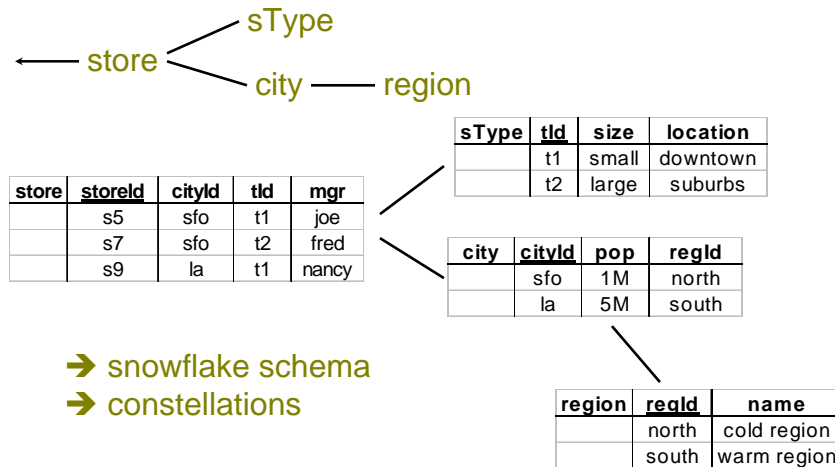 sType
store
city region
sType tId size location
t1 small downtown
t2 large suburbs
store storeId cityId tId mgr
s5 sfo t1 joe
s7 sfo t2 fred
s9 la t1 nancy
city cityId pop regId
sfo 1M north
la 5M south
➔ snowflake schema
➔ constellations
region regId name
north cold region
south warm region